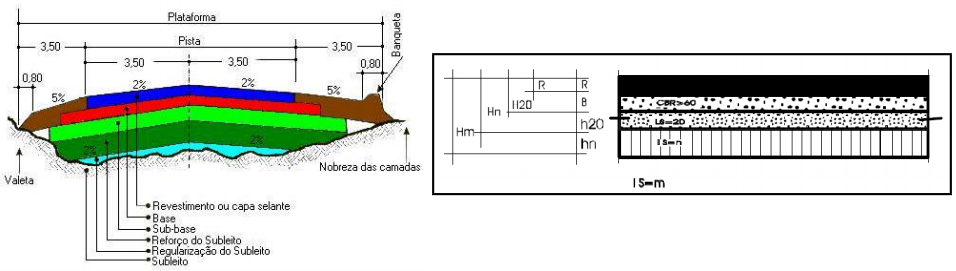 Plataforma
3,50
Pista
3,50
Banqueta
3,50
3,50
0,80
0,80
2%
2%
5%
5%
2%
2%
Valeta
Nobreza das camadas
Revestimento ou capa selante
Base
Sub-base
Reforço do Subleito
Regularização do Subleito
Subleito
R
R
H20
B
Hn
h20
Hm
hn
CBR>60
IS=20
IS=n
IS=m